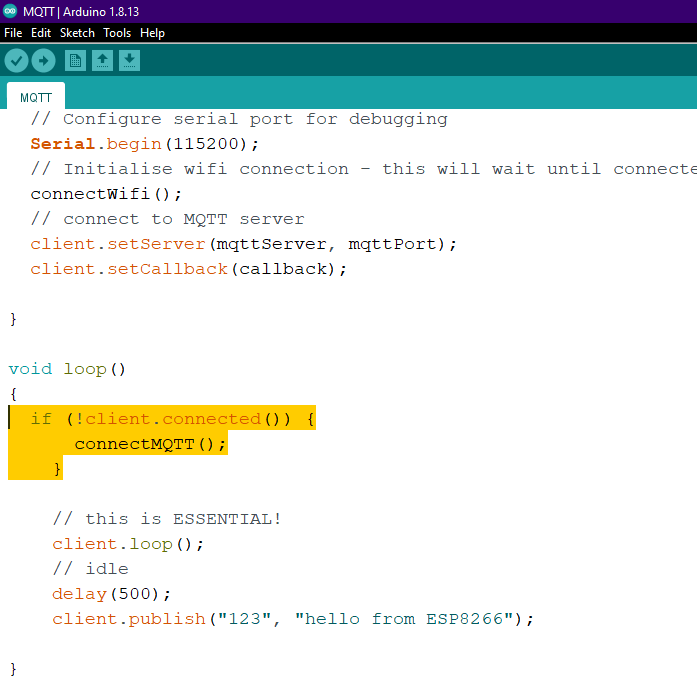 MQTT | Arduino 1.8.13
File Edit Sketch Tools Help
MQTT
// Configure serial port for debugging
Serial.begin(115200);
// Initialise wifi connection - this will wait until connecte
connectWifi();
// connect to MQTT server
client.setServer(mqttServer, mqttPort);
client.setCallback(callback);
}
void loop()
{
if (!client.connected()) {
connectMQTT();
}
// this is ESSENTIAL!
client.loop();
// idle
delay(500);
client.publish("123", "hello from ESP8266");
}